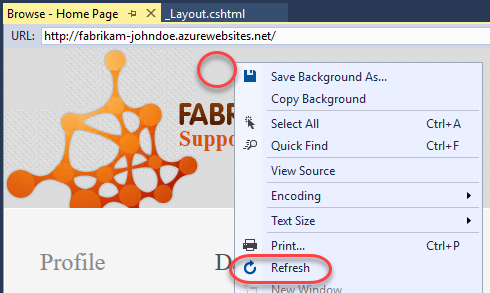 Browse - Home Page
_Layout.cshtml
URL: http://fabrikam-johndoe.azurewebsites.net/
Save Background As...
Copy Background
FABR
Suppo
Select All Ctrl+A
Quick Find Ctrl+F
View Source
Encoding
Text Size
Print... Ctrl+P
Profile
D
Refresh
New Window